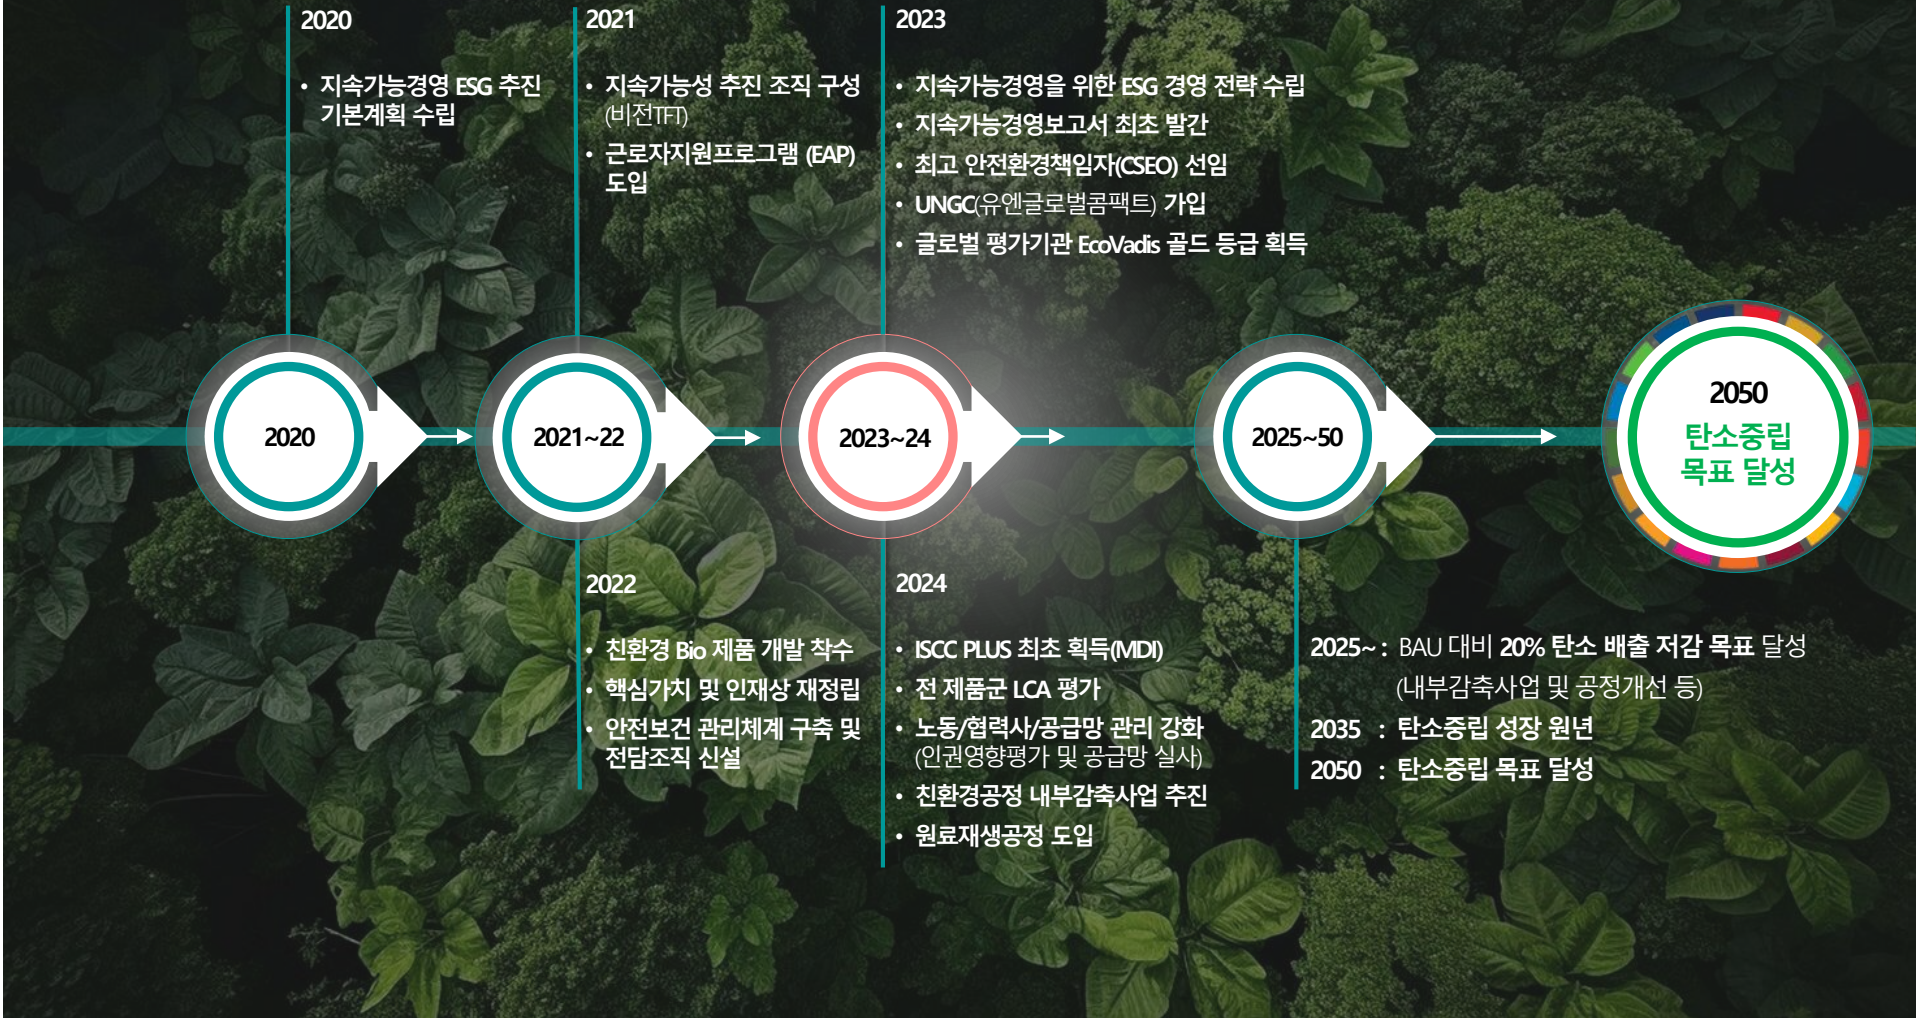 2020
• 지속가능경영 ESG 추진
기본계획 수립
2021
• 지속가능성 추진 조직 구성
(비전TFT)
• 근로자지원프로그램 (EAP)
도입
2023
• 지속가능경영을 위한 ESG 경영 전략 수립
• 지속가능경영보고서 최초 발간
• 최고 안전환경책임자(CSEO) 선임
• UNGC(유엔글로벌콤팩트) 가입
• 글로벌 평가기관 EcoVadis 골드 등급 획득
2020
2021~22
2023~24
2025~50
2050
탄소중립
목표 달성
2022
• 친환경 Bio 제품 개발 착수
• 핵심가치 및 인재상 재정립
• 안전보건 관리체계 구축 및
전담조직 신설
2024
• ISCC PLUS 최초 획득(MDI)
• 전 제품군 LCA 평가
• 노동/협력사/공급망 관리 강화
(인권영향평가 및 공급망 실사)
• 친환경공정 내부감축사업 추진
• 원료재생공정 도입
2025~ : BAU 대비 20% 탄소 배출 저감 목표 달성
(내부감축사업 및 공정개선 등)
2035 : 탄소중립 성장 원년
2050 : 탄소중립 목표 달성